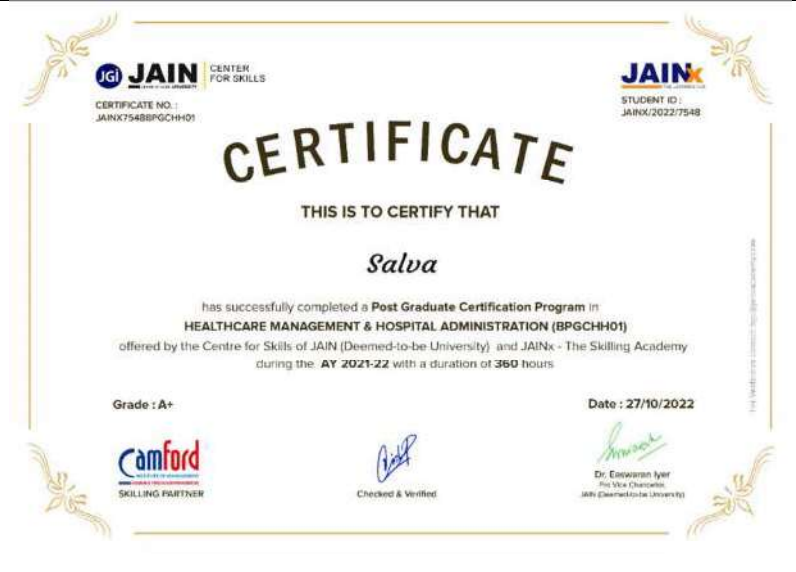 JGi JAIN CENTER
FOR SKILLS
CERTIFICATE NO. :
JAINX7548BPGCHH01
JAINx
STUDENT ID :
JAINX/2022/7548
CERTIFICATE
THIS IS TO CERTIFY THAT
Salva
has successfully completed a Post Graduate Certification Program in
HEALTHCARE MANAGEMENT & HOSPITAL ADMINISTRATION (BPGCHH01)
offered by the Centre for Skills of JAIN (Deemed-to-be University) and JAINx - The Skilling Academy
during the AY 2021-22 with a duration of 360 hours
Grade : A+
Date : 27/10/2022
Camford
SKILLING PARTNER
Checked & Verified
Dr. Easwaran Iyer
Pro Vice Chancellor,
JAIN (Deemed-to-be University)